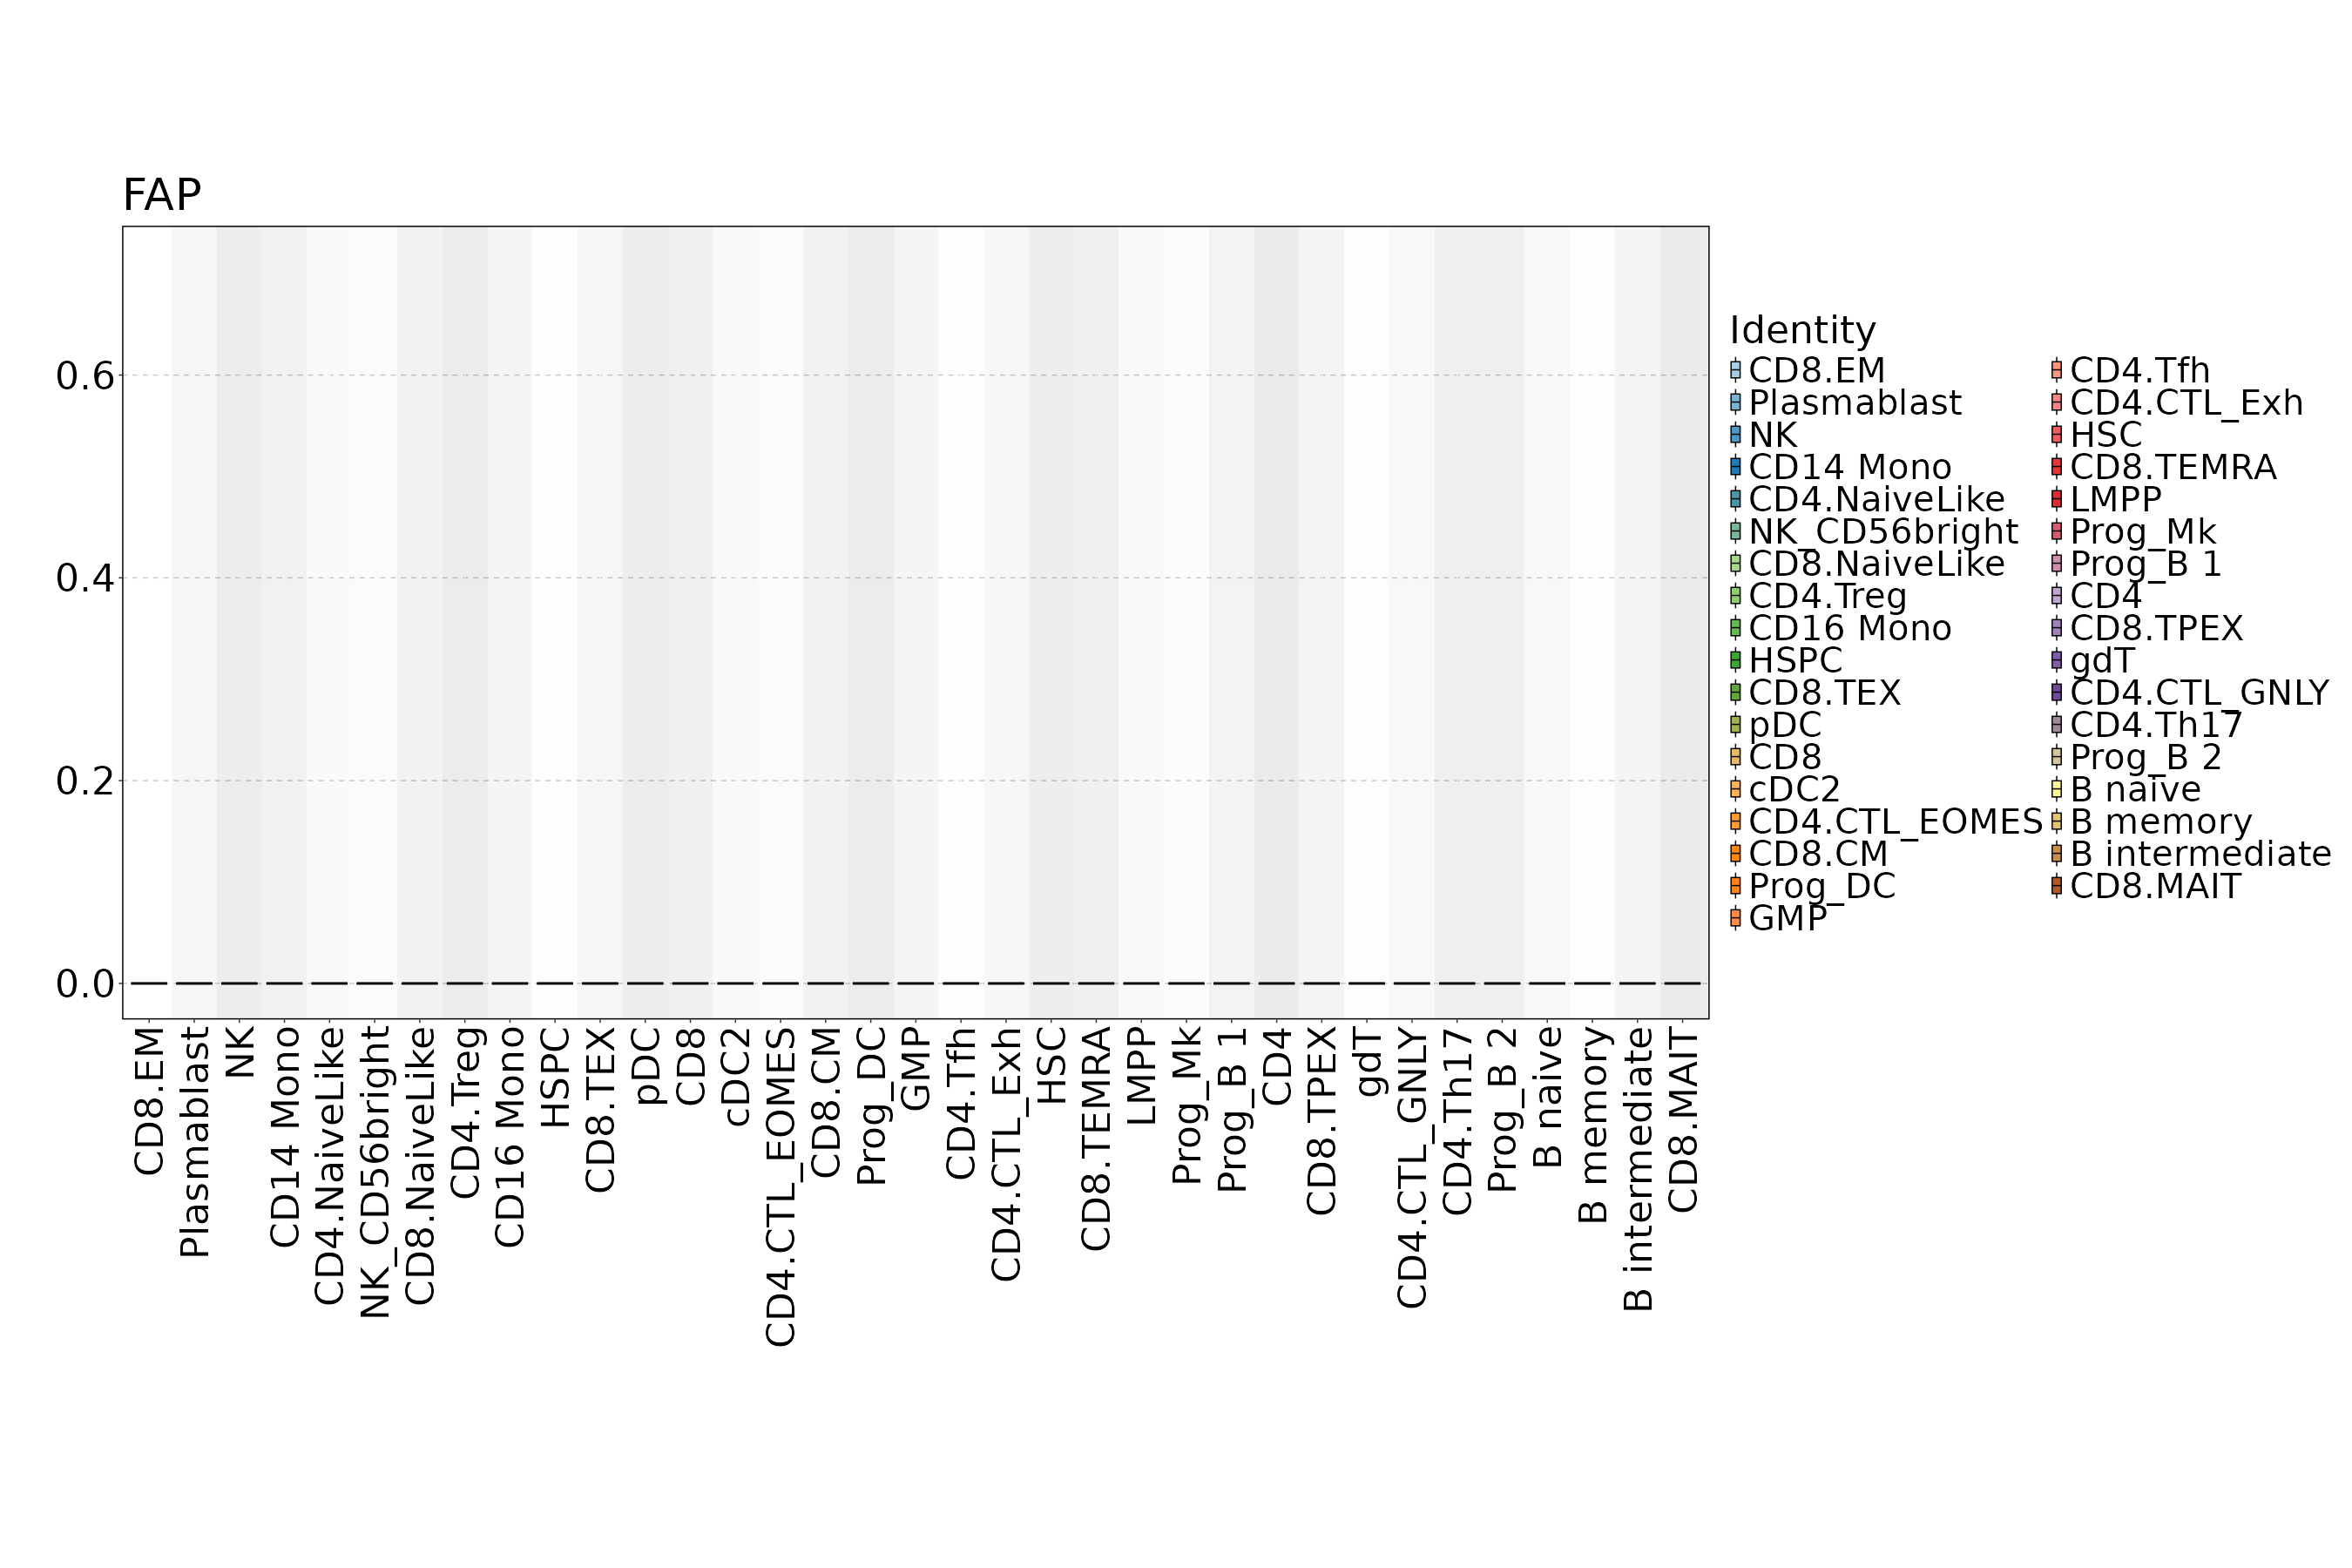 FAP
0.6
0.4
0.2
0.0
CD8.EM
Plasmablast
NK
CD14 Mono
CD4.NaiveLike
NK_CD56bright
CD8.NaiveLike
CD4.Treg
CD16 Mono
HSPC
CD8.TEX
pDC
CD8
cDC2
CD4.CTL_EOMES
CD8.CM
Prog_DC
GMP
CD4.Tfh
CD4.CTL_Exh
HSC
CD8.TEMRA
LMPP
Prog_Mk
Prog_B 1
CD4
CD8.TPEX
gdT
CD4.CTL_GNLY
CD4.Th17
Prog_B 2
B naive
B memory
B intermediate
CD8.MAIT
Identity
CD8.EM
Plasmablast
NK
CD14 Mono
CD4.NaiveLike
NK_CD56bright
CD8.NaiveLike
CD4.Treg
CD16 Mono
HSPC
CD8.TEX
pDC
CD8
cDC2
CD4.CTL_EOMES
CD8.CM
Prog_DC
GMP
CD4.Tfh
CD4.CTL_Exh
HSC
CD8.TEMRA
LMPP
Prog_Mk
Prog_B 1
CD4
CD8.TPEX
gdT
CD4.CTL_GNLY
CD4.Th17
Prog_B 2
B naive
B memory
B intermediate
CD8.MAIT